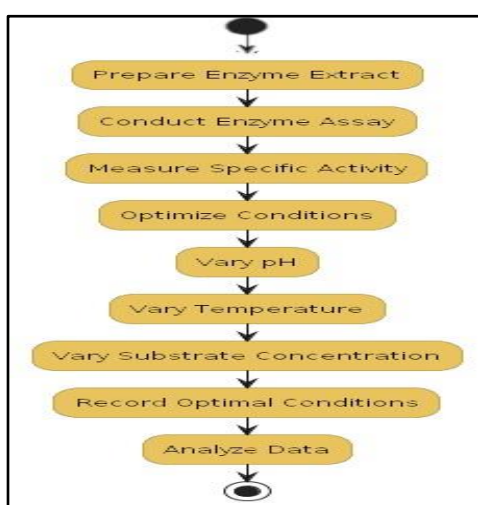 Prepare Enzyme Extract
Conduct Enzyme Assay
Measure Specific Activity
Optimize Conditions
Vary pH
Vary Temperature
Vary Substrate Concentration
Record Optimal Conditions
Analyze Data